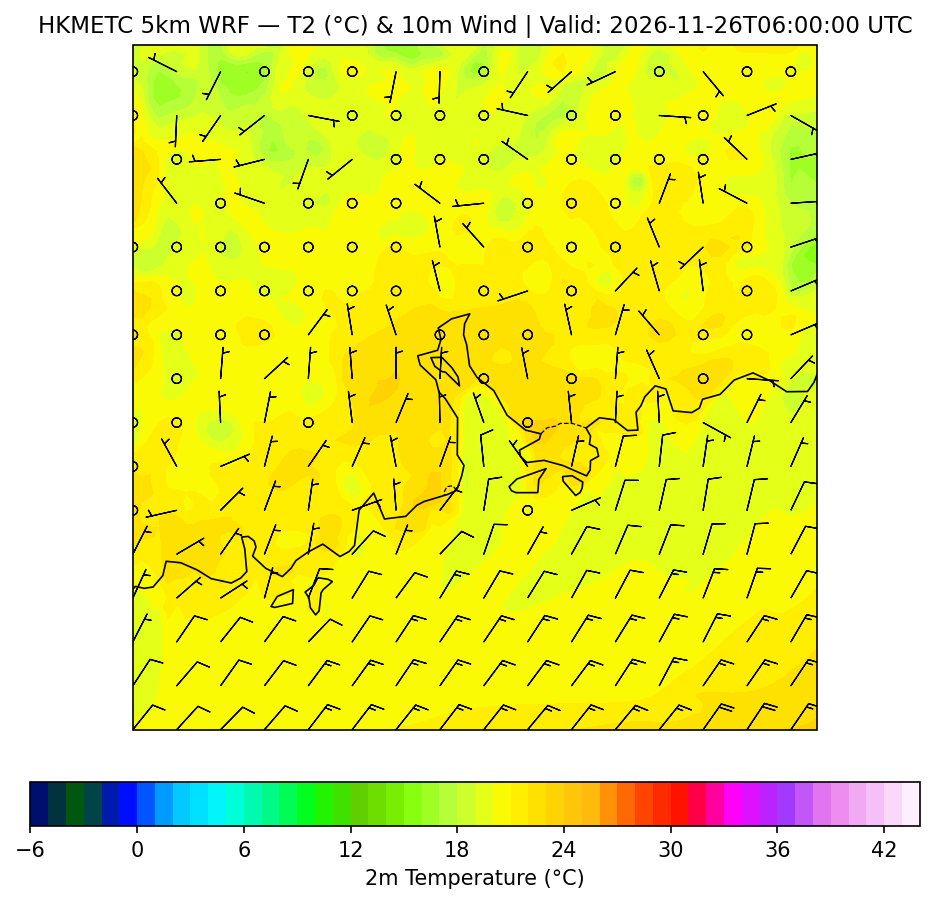 HKMETC 5km WRF — T2 (°C) & 10m Wind | Valid: 2026-11-26T06:00:00 UTC
−6 0 6 12 18 24 30 36 42
2m Temperature (°C)